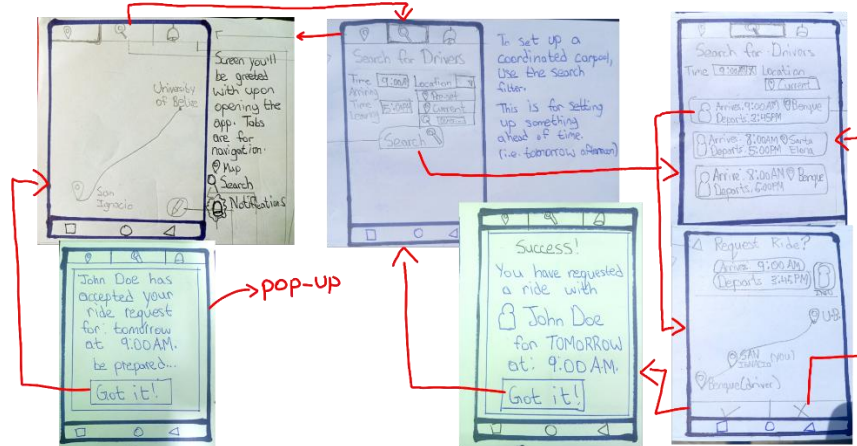 University
of Belize
San
Ignacio
Screen you'll
be greeted
with upon
opening the
app. Tabs
are for
navigation.
Map
Search
Notifications
Search for Drivers
Time
Arriving
9:00AM
Location
Preset
Time
Leaving
Current
Search
To set up a
coordinated carpool,
Use the search
filter.
This is for setting
up something
ahead of time.
(i.e. tomorrow afternoon)
Search for Drivers
Time
Location
Current
Arrive: 9:00AM Benque
Departs: 3:45PM
Arrive: 8:00AM Santa
Elena
Departs: 5:00PM
Arrive: 8:00AM Benque
Departs: 5:00PM
John Doe has
accepted your
ride request
for: tomorrow
at 9:00AM.
be prepared...
Got it!
pop-up
Success!
You have requested
a ride with
John Doe
for TOMORROW
at: 9:00AM.
Got it!
Request Ride?
Arrive: 9:00AM
Departs: 3:45PM
INFO
UB
SAN
IGNACIO (you)
Benque (driver)